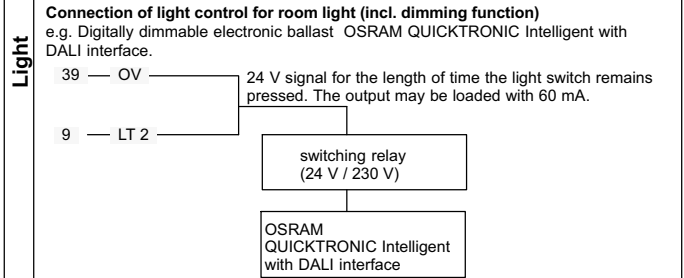 Light
Connection of light control for room light (incl. dimming function)
e.g. Digitally dimmable electronic ballast OSRAM QUICKTRONIC Intelligent with
DALI interface.
39 OV
24 V signal for the length of time the light switch remains
pressed. The output may be loaded with 60 mA.
9 LT 2
switching relay
(24 V / 230 V)
OSRAM
QUICKTRONIC Intelligent
with DALI interface